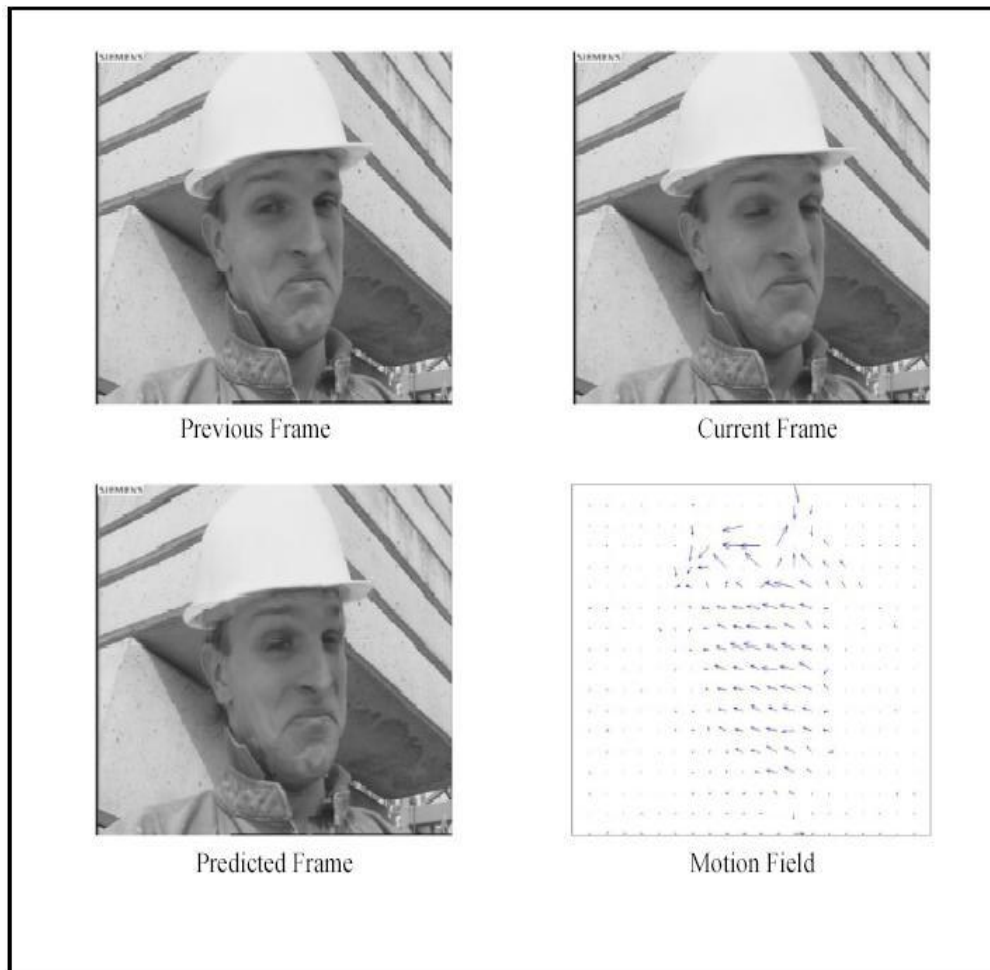 SIEMENS
SIEMENS
Previous Frame
Current Frame
SIEMENS
Predicted Frame
Motion Field